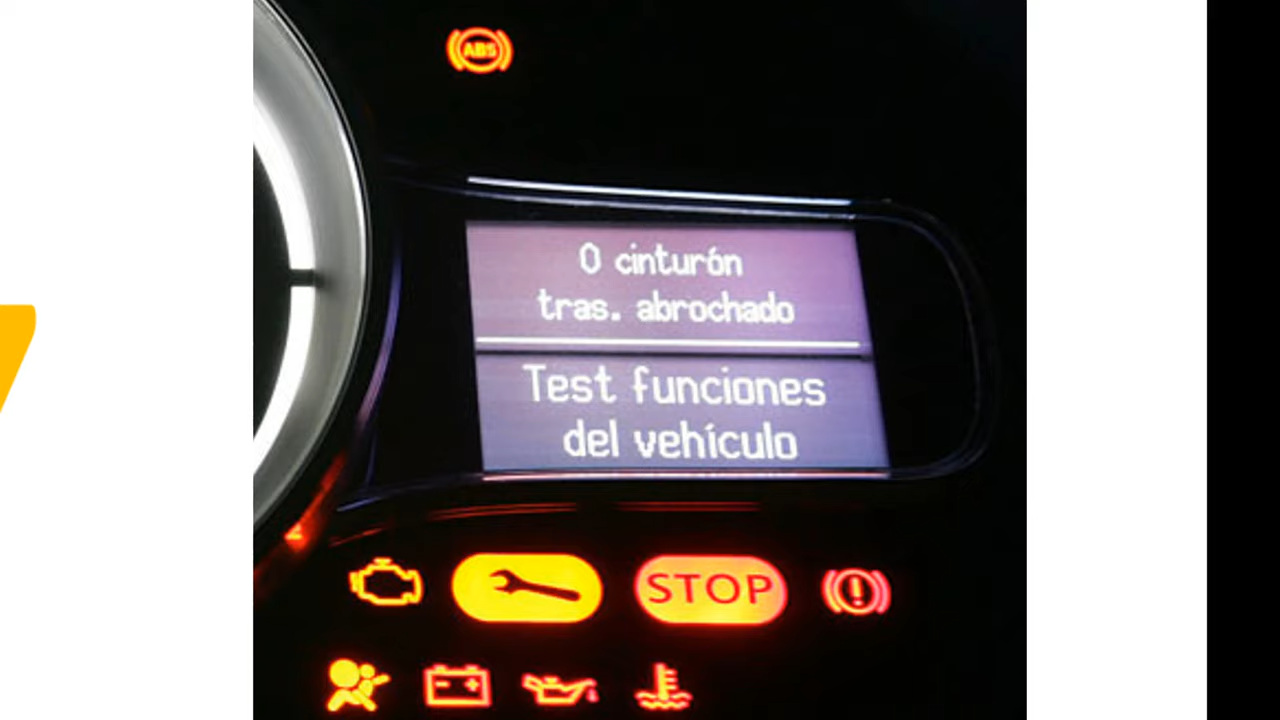 ABS
0 cinturón
tras. abrochado
Test funciones
del vehículo
STOP